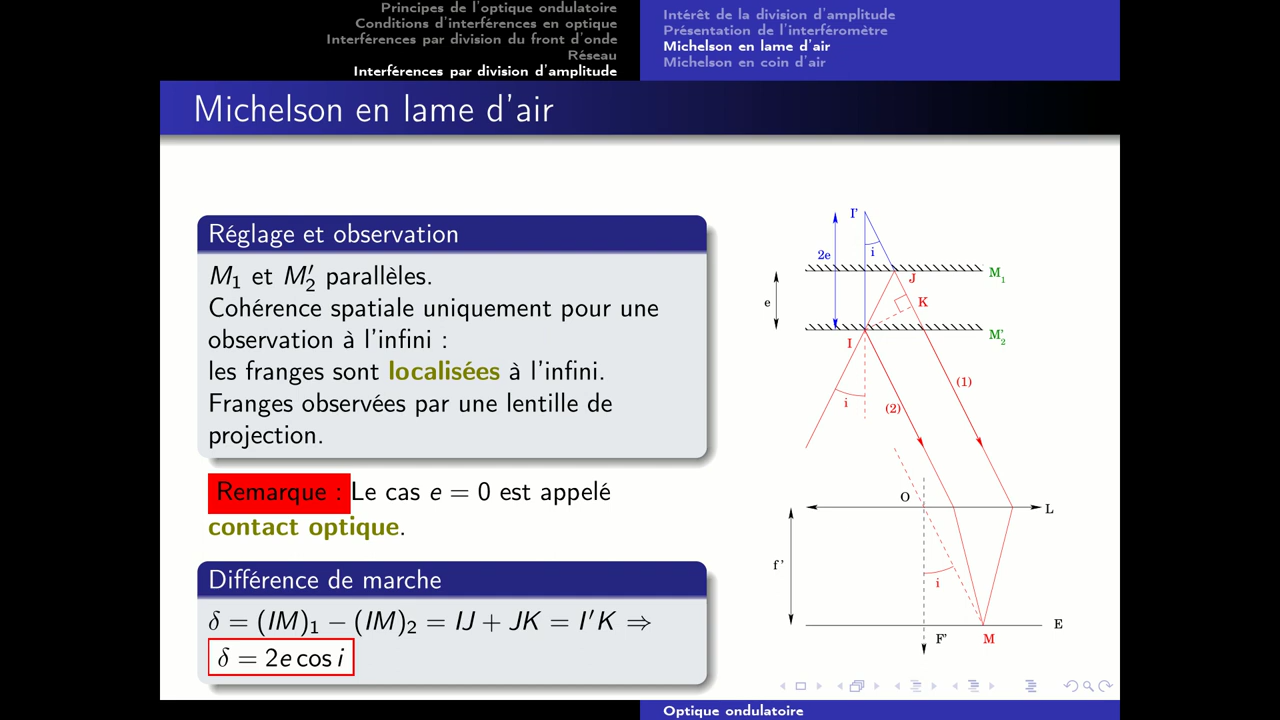 Principes de l'optique ondulatoire
Conditions d'interférences en optique
Interférences par division du front d'onde
Réseau
Interférences par division d'amplitude
Intérêt de la division d'amplitude
Présentation de l'interféromètre
Michelson en lame d'air
Michelson en coin d'air
Michelson en lame d'air
Réglage et observation
M₁ et M₂′ parallèles.
Cohérence spatiale uniquement pour une
observation à l'infini :
les franges sont localisées à l'infini.
Franges observées par une lentille de
projection.
Remarque : Le cas e = 0 est appelé
contact optique.
Différence de marche
δ = (IM)₁ − (IM)₂ = IJ + JK = I′K ⇒
δ = 2e cos i
I'
2e
i
M₁
J
e
K
I
M'₂
i
(1)
(2)
O
L
f'
i
E
F'
M
Optique ondulatoire